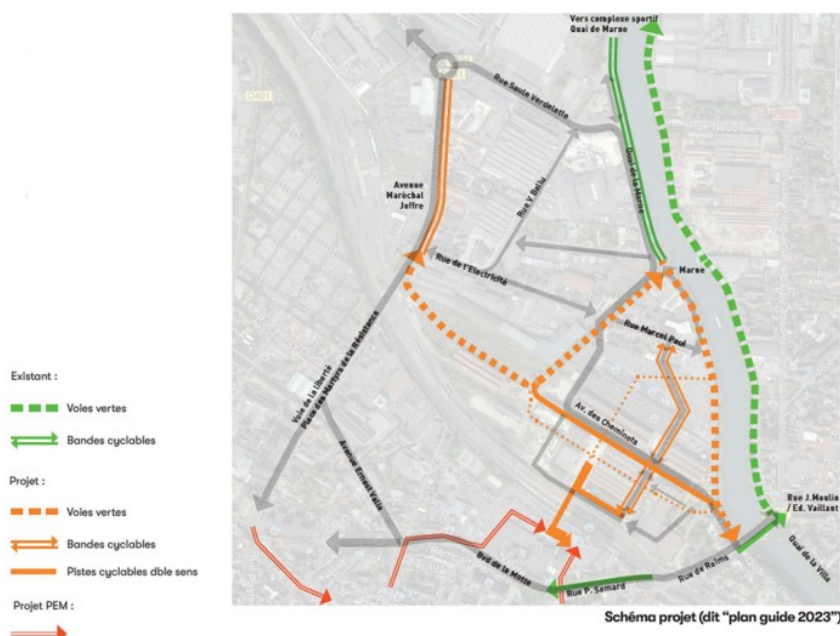 Vers complexe sportif
Quai de Marne
Rue Saule Verdelette
Quai de la Marne
Rue V Ballu
Avenue
Maréchal
Joffre
Rue de l'Electricité
Marne
Rue Marcel Paul
Voie de la liberté
Place des Martyrs de la Résistance
Av. des Cheminots
Avenue Ernest Vallé
Rue J.Moulin
/ Ed. Vaillant
Quai de la Ville
Rue de Reims
Bvd de la Motte
Rue P. Semard
Existant :
Voies vertes
Bandes cyclables
Projet :
Voies vertes
Bandes cyclables
Pistes cyclables dble sens
Projet PEM :
Schéma projet (dit "plan guide 2023")